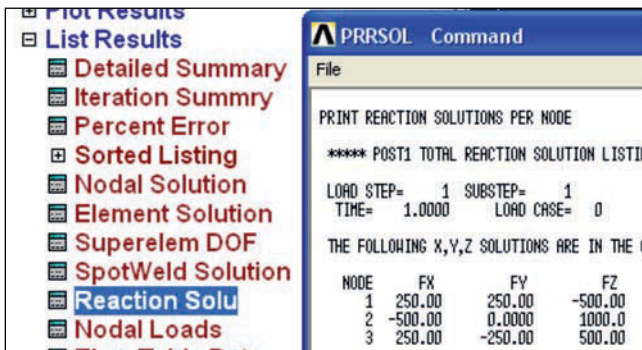 Plot Results
List Results
Detailed Summary
Iteration Summry
Percent Error
Sorted Listing
Nodal Solution
Element Solution
Superelem DOF
SpotWeld Solution
Reaction Solu
Nodal Loads
PRRSOL Command
File
PRINT REACTION SOLUTIONS PER NODE
***** POST1 TOTAL REACTION SOLUTION
LOAD STEP= 1 SUBSTEP= 1
TIME= 1.0000 LOAD CASE= 0
THE FOLLOWING X,Y,Z SOLUTIONS ARE IN THE
NODE FX FY FZ
1 250.00 250.00 -500.00
2 -500.00 0.0000 1000.0
3 250.00 -250.00 500.00